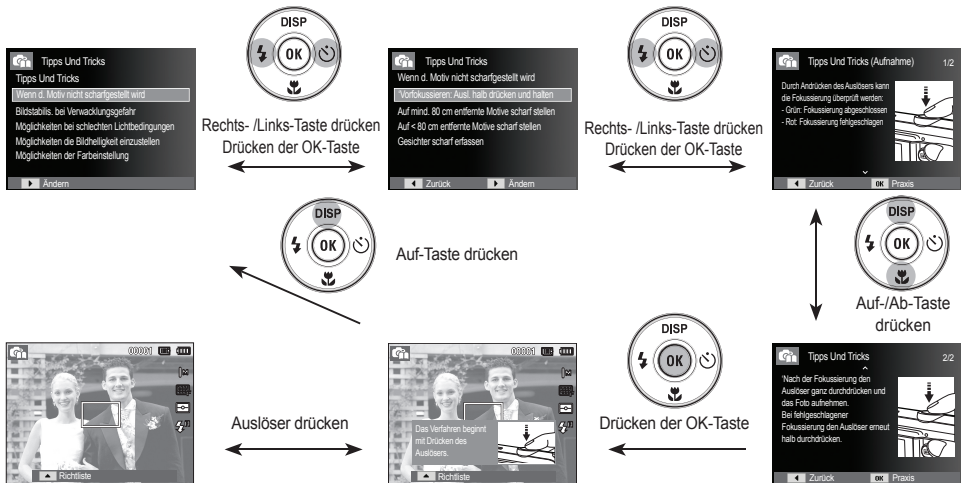 DISP
OK
Rechts- /Links-Taste drücken
Drücken der OK-Taste
DISP
OK
Rechts- /Links-Taste drücken
Drücken der OK-Taste
Tipps Und Tricks
Tipps Und Tricks
Wenn d. Motiv nicht scharfgestellt wird
Bildstabilis. bei Verwacklungsgefahr
Möglichkeiten bei schlechten Lichtbedingungen
Möglichkeiten die Bildhelligkeit einzustellen
Möglichkeiten der Farbeinstellung
Ändern
Tipps Und Tricks
Wenn d. Motiv nicht scharfgestellt wird
'Vorfokussieren: Ausl. halb drücken und halten
Auf mind. 80 cm entfernte Motive scharf stellen
Auf < 80 cm entfernte Motive scharf stellen
Gesichter scharf erfassen
Zurück
Ändern
Tipps Und Tricks (Aufnahme) 1/2
Durch Andrücken des Auslösers kann
die Fokussierung überprüft werden:
- Grün: Fokussierung abgeschlossen
- Rot: Fokussierung fehlgeschlagen
Zurück
OK Praxis
DISP
OK
Auf-Taste drücken
DISP
OK
Auf-/Ab-Taste
drücken
00001
Richtliste
Auslöser drücken
00001
Das Verfahren beginnt
mit Drücken des
Auslösers.
Richtliste
DISP
OK
Drücken der OK-Taste
Tipps Und Tricks 2/2
'Nach der Fokussierung den
Auslöser ganz durchdrücken und
das Foto aufnehmen.
Bei fehlgeschlagener
Fokussierung den Auslöser erneut
halb durchdrücken.
Zurück
OK Praxis